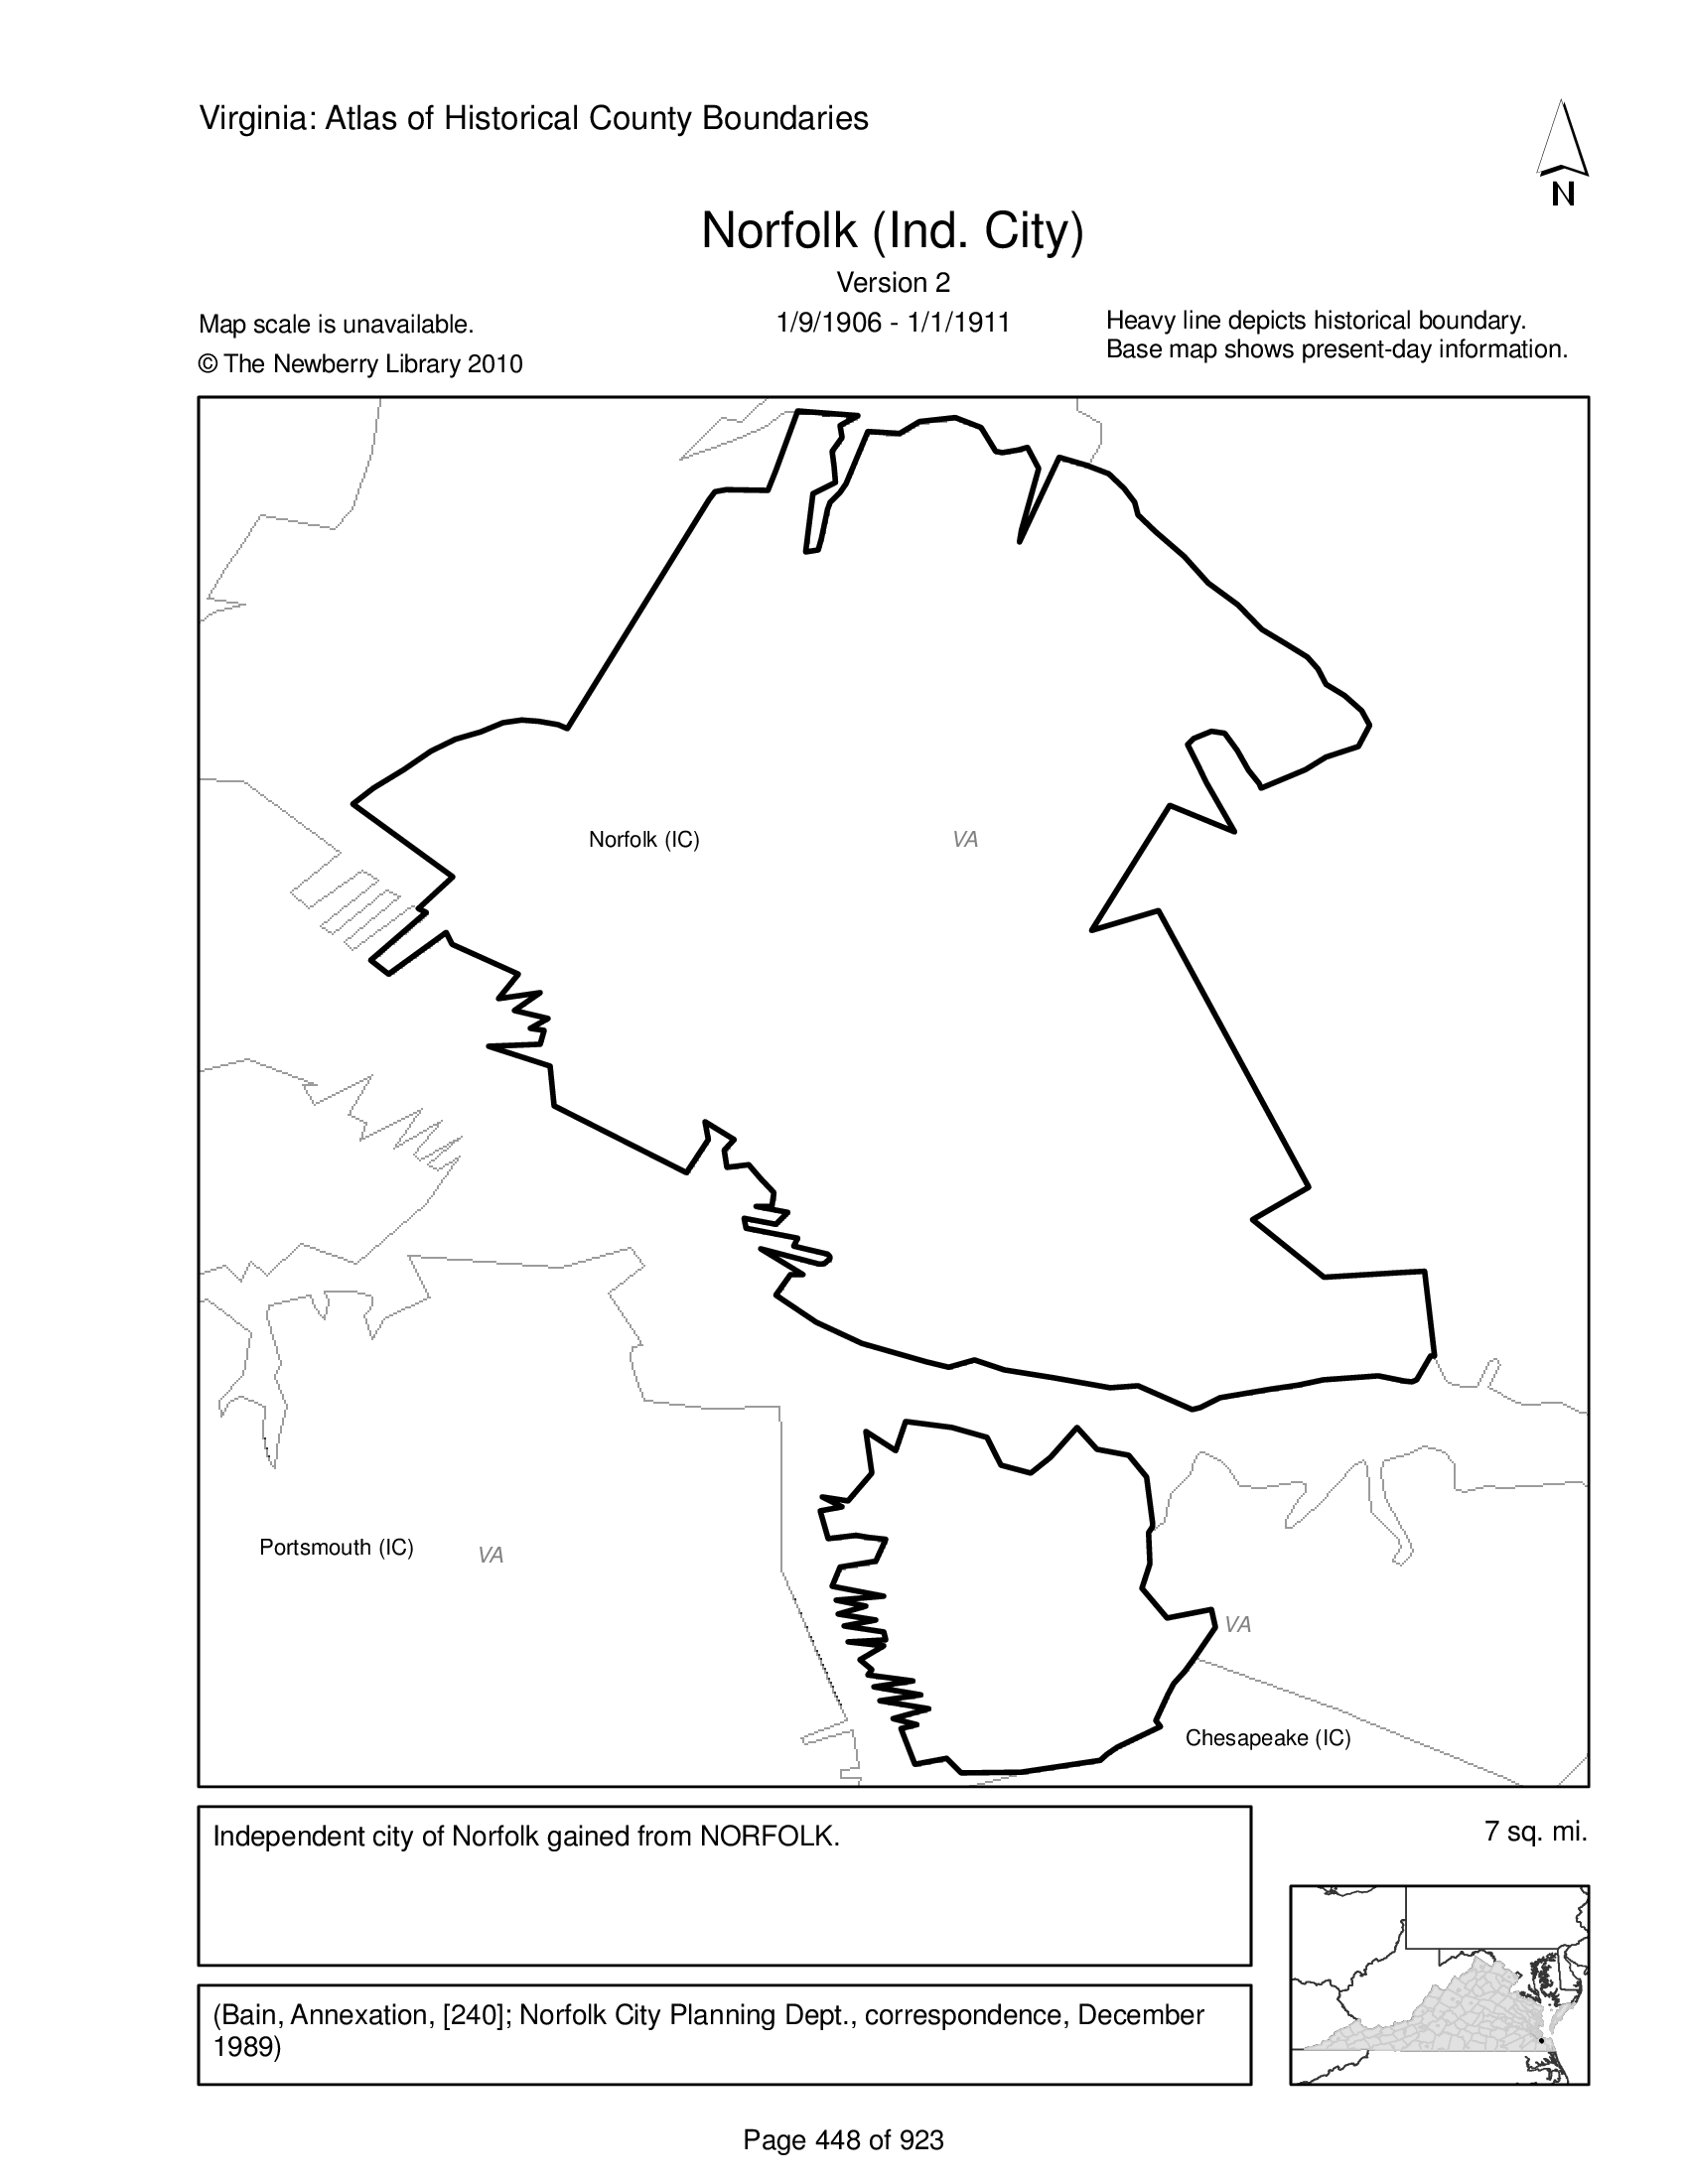 Virginia: Atlas of Historical County Boundaries
N
Norfolk (Ind. City)
Version 2
1/9/1906 - 1/1/1911
Map scale is unavailable.
© The Newberry Library 2010
Heavy line depicts historical boundary.
Base map shows present-day information.
Norfolk (IC)
VA
Portsmouth (IC)
VA
VA
Chesapeake (IC)
Independent city of Norfolk gained from NORFOLK.
7 sq. mi.
(Bain, Annexation, [240]; Norfolk City Planning Dept., correspondence, December
1989)
Page 448 of 923